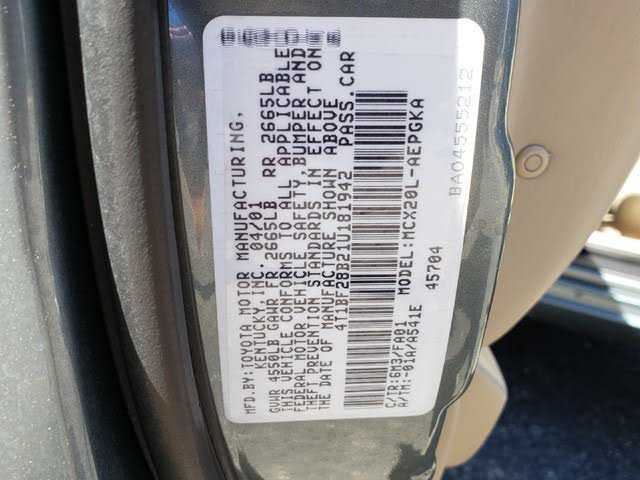 MFD.BY:TOYOTA MOTOR MANUFACTURING,
KENTUCKY, INC. 04/01
GVWR 4550LB GAWR FR 2665LB RR 2665LB
THIS VEHICLE CONFORMS TO ALL APPLICABLE
FEDERAL MOTOR VEHICLE SAFETY, BUMPER AND
THEFT PREVENTION STANDARDS IN EFFECT ON
THE DATE OF MANUFACTURE SHOWN ABOVE
4T1BF28B21U181942 PASS. CAR
C/TR:6M3/FA01 MODEL:MCX20L-AEPGKA
A/TM:-01A/A541E 45704
BA04555212